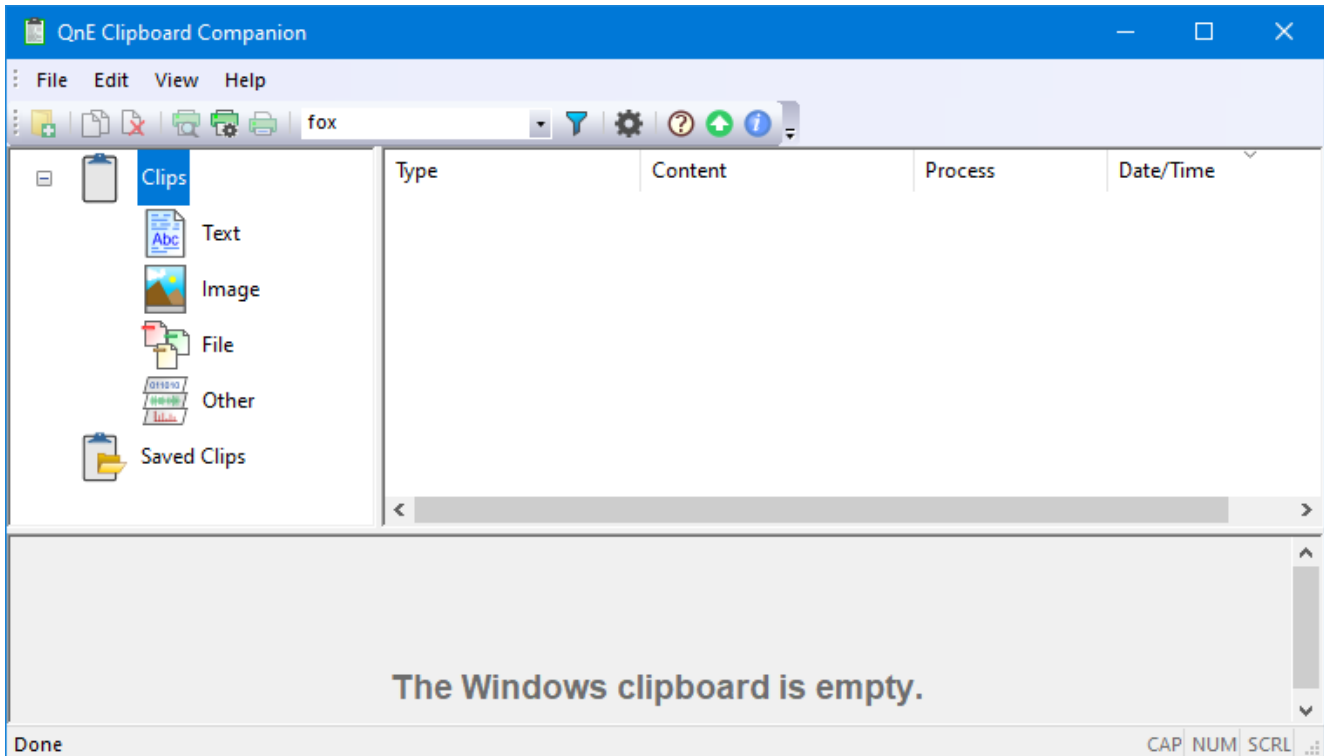 QnE Clipboard Companion
File Edit View Help
fox
Clips
Text
Image
File
Other
Saved Clips
Type Content Process Date/Time
The Windows clipboard is empty.
Done CAP NUM SCRL